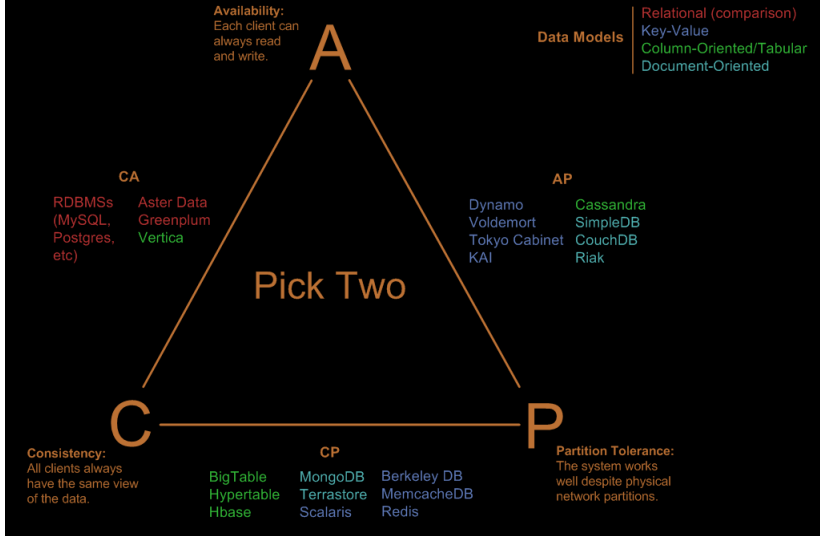 Availability:
Each client can
always read
and write.
A
Data Models
Relational (comparison)
Key-Value
Column-Oriented/Tabular
Document-Oriented
CA
RDBMSs
(MySQL,
Postgres,
etc)
Aster Data
Greenplum
Vertica
AP
Dynamo
Voldemort
Tokyo Cabinet
KAI
Cassandra
SimpleDB
CouchDB
Riak
Pick Two
C
Consistency:
All clients always
have the same view
of the data.
P
Partition Tolerance:
The system works
well despite physical
network partitions.
CP
BigTable
Hypertable
Hbase
MongoDB
Terrastore
Scalaris
Berkeley DB
MemcacheDB
Redis